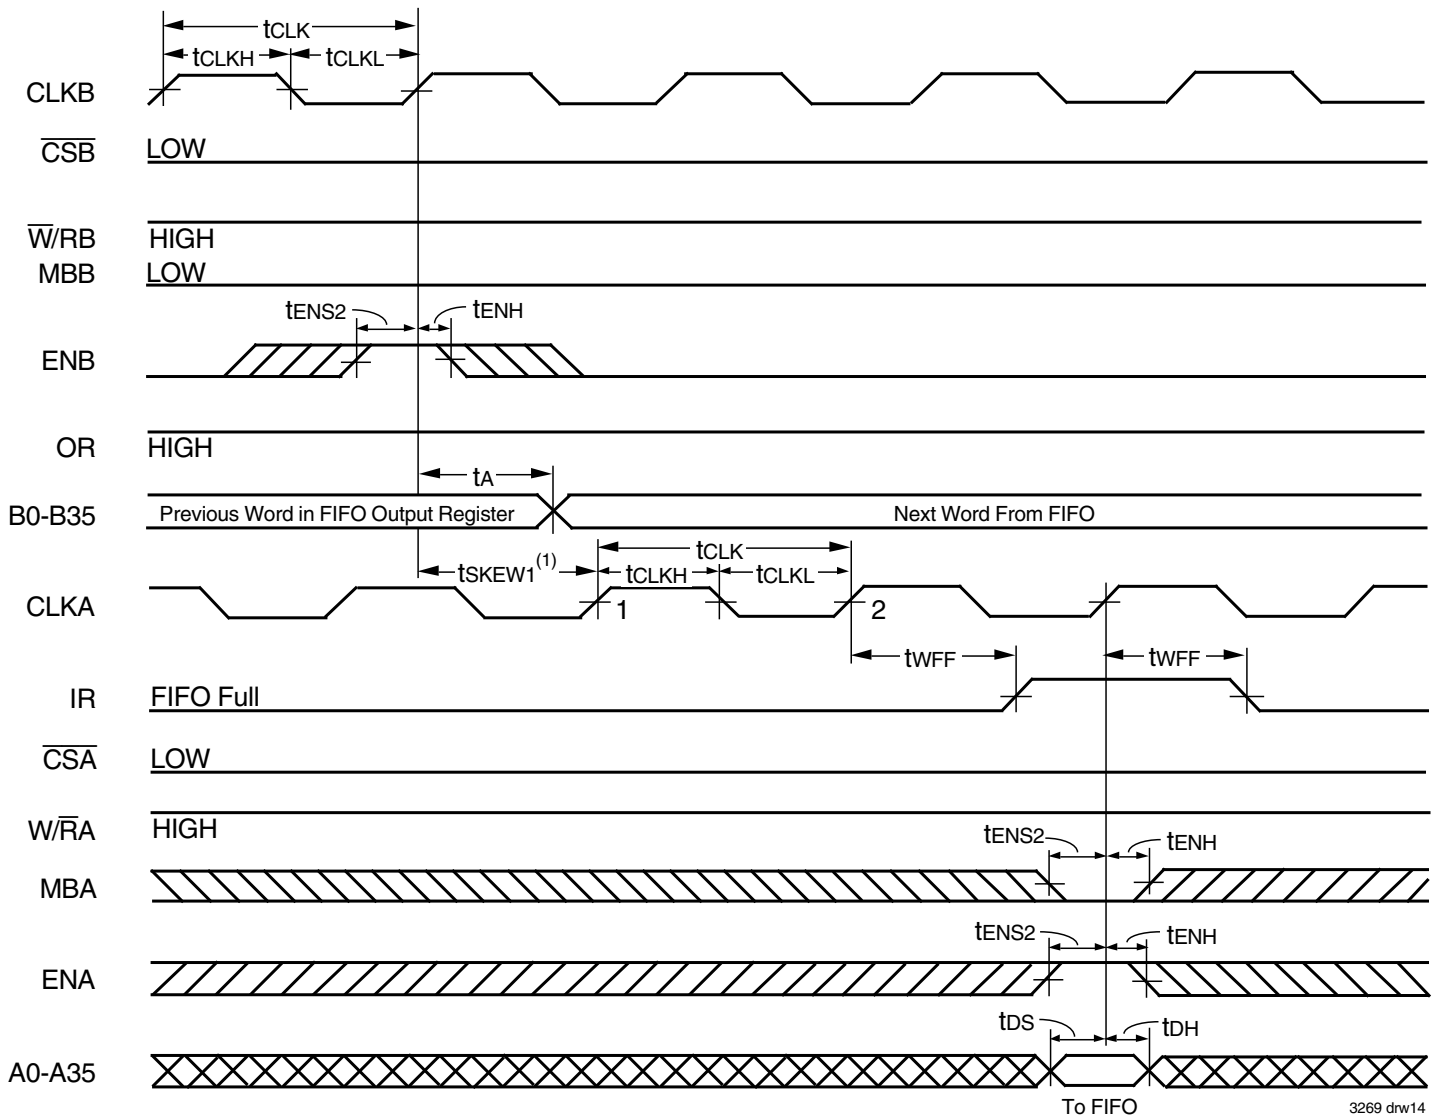 tCLK
tCLKH tCLKL
CLKB
CSB LOW
W/RB HIGH
MBB LOW
tENS2 tENH
ENB
OR HIGH
tA
B0-B35 Previous Word in FIFO Output Register Next Word From FIFO
tSKEW1(1) tCLK
tCLKH tCLKL
CLKA 1 2
tWFF tWFF
IR FIFO Full
CSA LOW
W/RA HIGH
tENS2 tENH
MBA
tENS2 tENH
ENA
tDS tDH
A0-A35
To FIFO
3269 drw14